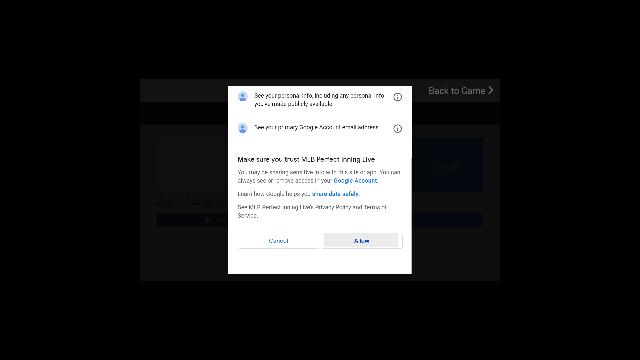 Back to Game
See your personal info, including any personal info
you've made publicly available
See your primary Google Account email address
Make sure you trust MLB Perfect Inning Live
You may be sharing sensitive info with this site or app. You can
always see or remove access in your Google Account.
Learn how Google helps you share data safely.
See MLB Perfect Inning Live's Privacy Policy and Terms of
Service.
Login
Cancel
Allow